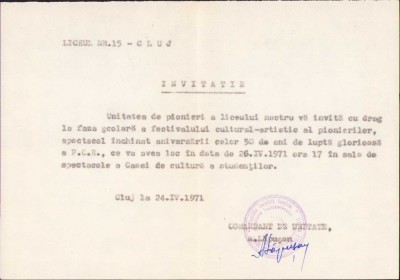 LICEUL NR.15 - C L U J
I N V I T A T I E
Unitatea de pionieri a liceului nostru vă invită cu drag
la faza școlară a festivalului cultural-artistic al pionierilor,
spectacol închinat aniversării celor 50 de ani de luptă glorioasă
a P.C.R., ce va avea loc în data de 26.IV.1971 ora 17 în sala de
spectacole a Casei de cultură a studenților.
Cluj la 24.IV.1971
COMANDANT DE UNITATE,